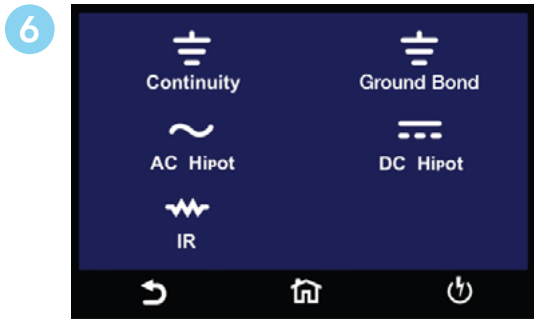 6
Continuity Ground Bond
AC Hipot DC Hipot
IR